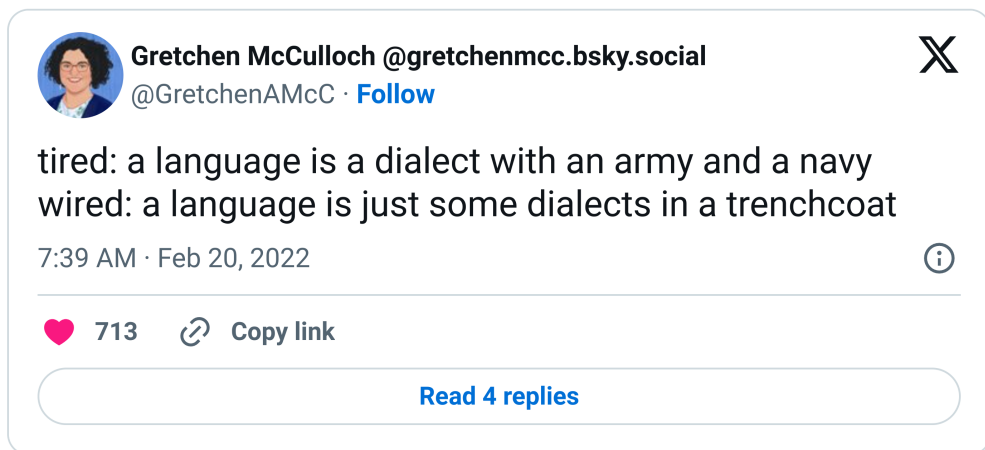 Gretchen McCulloch @gretchenmcc.bsky.social
@GretchenAMcC · Follow
tired: a language is a dialect with an army and a navy
wired: a language is just some dialects in a trenchcoat
7:39 AM · Feb 20, 2022
713 Copy link
Read 4 replies